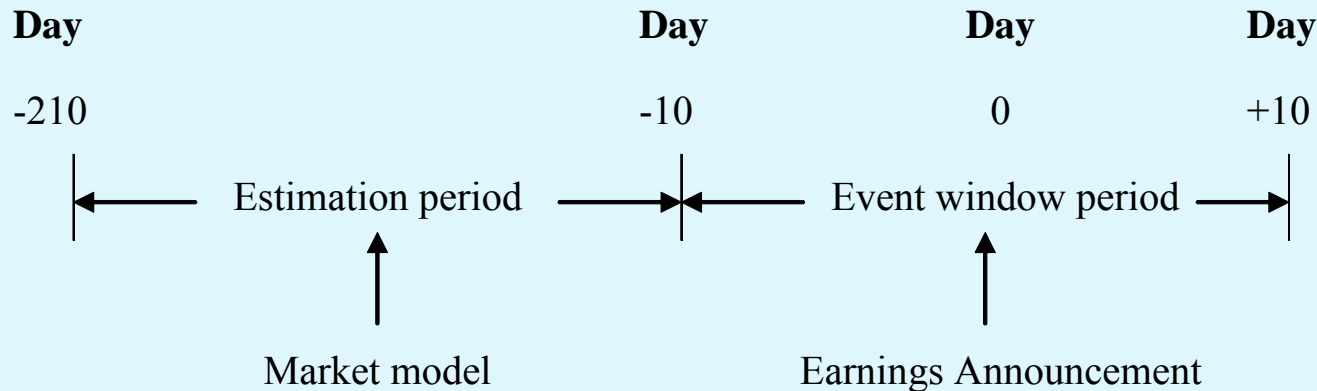 Day Day Day Day
-210 -10 0 +10
Estimation period Event window period
Market model Earnings Announcement